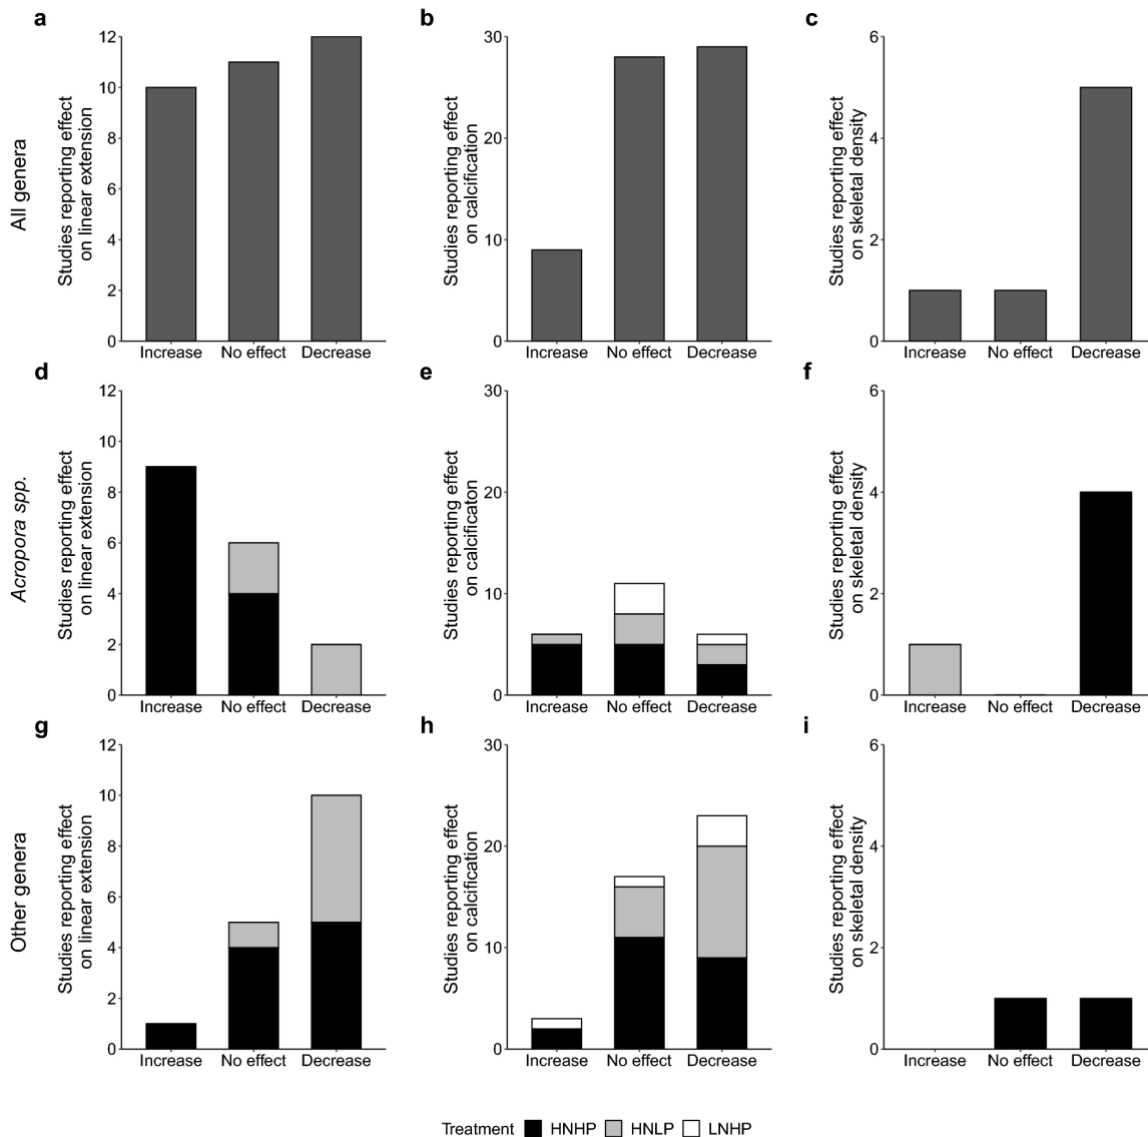 a
b
c
All genera
Studies reporting effect
on linear extension
12
10
8
6
4
2
0
Increase No effect Decrease
Studies reporting effect
on calcification
30
20
10
0
Increase No effect Decrease
Studies reporting effect
on skeletal density
6
4
2
0
Increase No effect Decrease
d
e
f
Acropora spp.
Studies reporting effect
on linear extension
12
10
8
6
4
2
0
Increase No effect Decrease
Studies reporting effect
on calcificaton
30
20
10
0
Increase No effect Decrease
Studies reporting effect
on skeletal density
6
4
2
0
Increase No effect Decrease
g
h
i
Other genera
Studies reporting effect
on linear extension
12
10
8
6
4
2
0
Increase No effect Decrease
Studies reporting effect
on calcification
30
20
10
0
Increase No effect Decrease
Studies reporting effect
on skeletal density
6
4
2
0
Increase No effect Decrease
Treatment HNHP HNLP LNHP